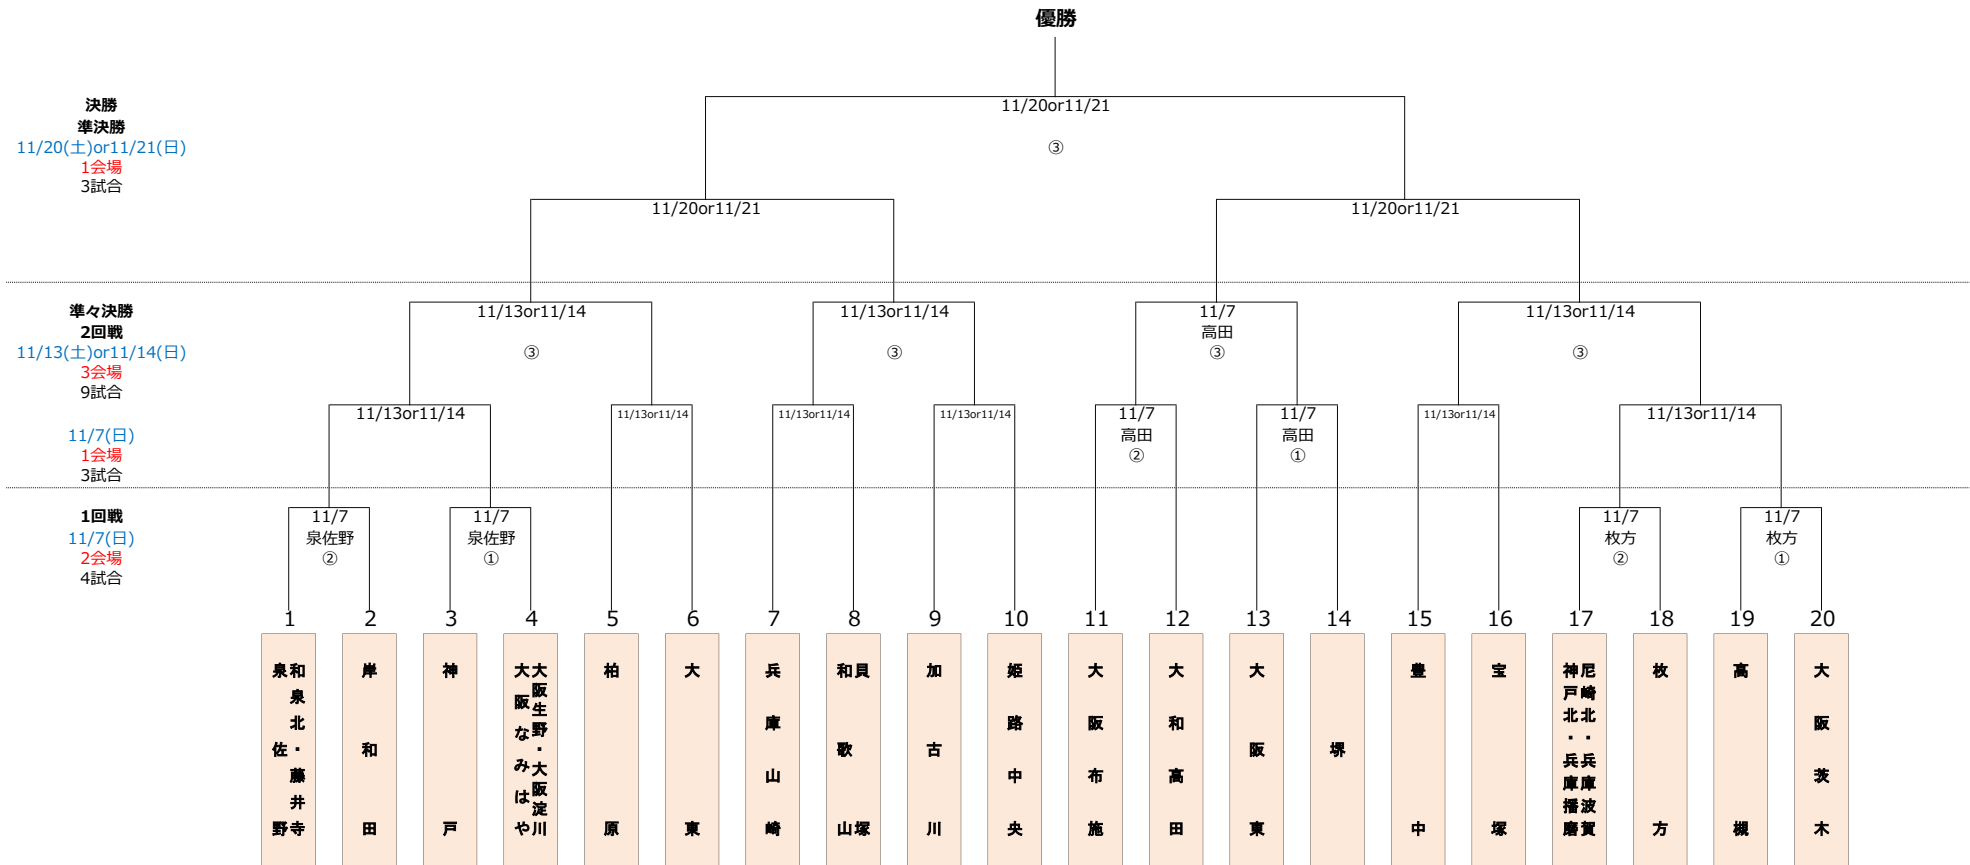 優勝
決勝
準決勝
11/20(土)or11/21(日)
1会場
3試合
11/20or11/21
③
11/20or11/21
11/20or11/21
準々決勝
2回戦
11/13(土)or11/14(日)
3会場
9試合
11/13or11/14
③
11/13or11/14
③
11/7
高田
③
11/13or11/14
③
11/7(日)
1会場
3試合
11/13or11/14
11/13or11/14
11/13or11/14
11/13or11/14
11/7
高田
②
11/7
高田
①
11/13or11/14
11/13or11/14
1回戦
11/7(日)
2会場
4試合
11/7
泉佐野
②
11/7
泉佐野
①
11/7
枚方
②
11/7
枚方
①
1 2 3 4 5 6 7 8 9 10 11 12 13 14 15 16 17 18 19 20
和泉北・藤井寺
泉佐野
岸和田
神戸
大阪生野・大阪淀川
大阪なみはや
柏原
大東
兵庫山崎
貝塚
和歌山
加古川
姫路中央
大阪布施
大和高田
大阪東
堺
豊中
宝塚
尼崎北・兵庫波賀
神戸北・兵庫播磨
枚方
高槻
大阪茨木